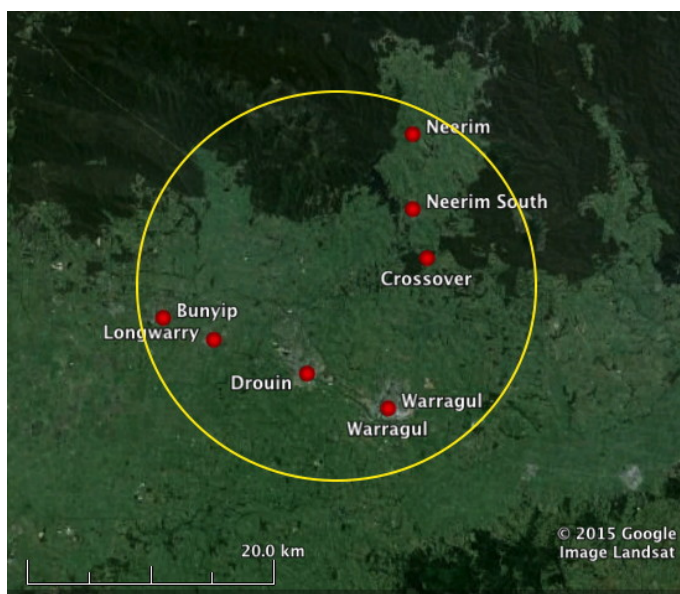 Neerim
Neerim South
Crossover
Bunyip
Longwarry
Drouin
Warragul
Warragul
20.0 km
© 2015 Google
Image Landsat